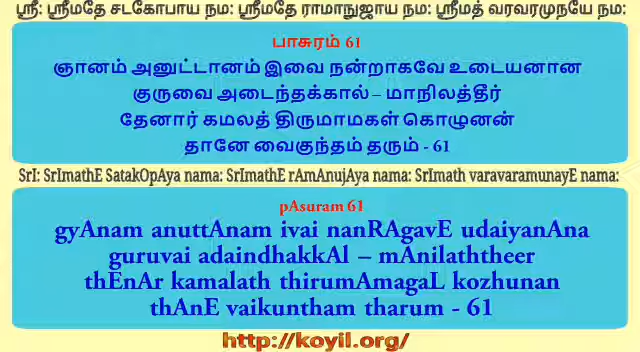 ஸ்ரீ: ஸ்ரீமதே சடகோபாய நம: ஸ்ரீமதே ராமாநுஜாய நம: ஸ்ரீமத் வரவரமுநயே நம:
பாசுரம் 61
ஞானம் அனுட்டானம் இவை நன்றாகவே உடையனான
குருவை அடைந்தக்கால் – மாநிலத்தீர்
தேனார் கமலத் திருமாமகள் கொழுனன்
தானே வைகுந்தம் தரும் - 61
SrI: SrImathE SatakOpAya nama: SrImathE rAmAnujAya nama: SrImath varavaramunayE nama:
pAsuram 61
gyAnam anuttAnam ivai nanRAgavE udaiyanAna
guruvai adaindhakkAl – mAnilaththeer
thEnAr kamalath thirumAmagaL kozhunan
thAnE vaikuntham tharum - 61
http://koyil.org/